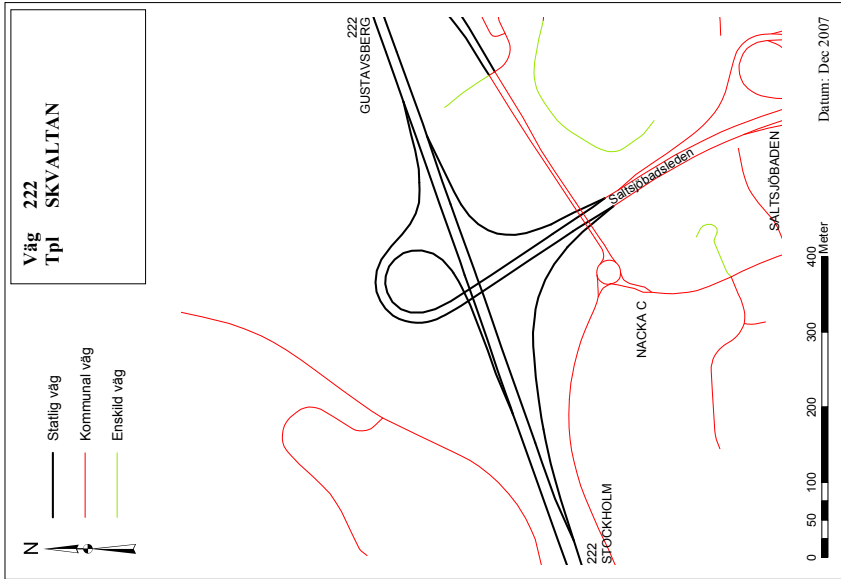 Väg 222
Tpl SKVALTAN
N
Statlig väg
Kommunal väg
Enskild väg
222
GUSTAVSBERG
Saltsjöbadsleden
SALTSJÖBADEN
NACKA C
222
STOCKHOLM
0 50 100 200 300 400
Meter
Datum: Dec 2007